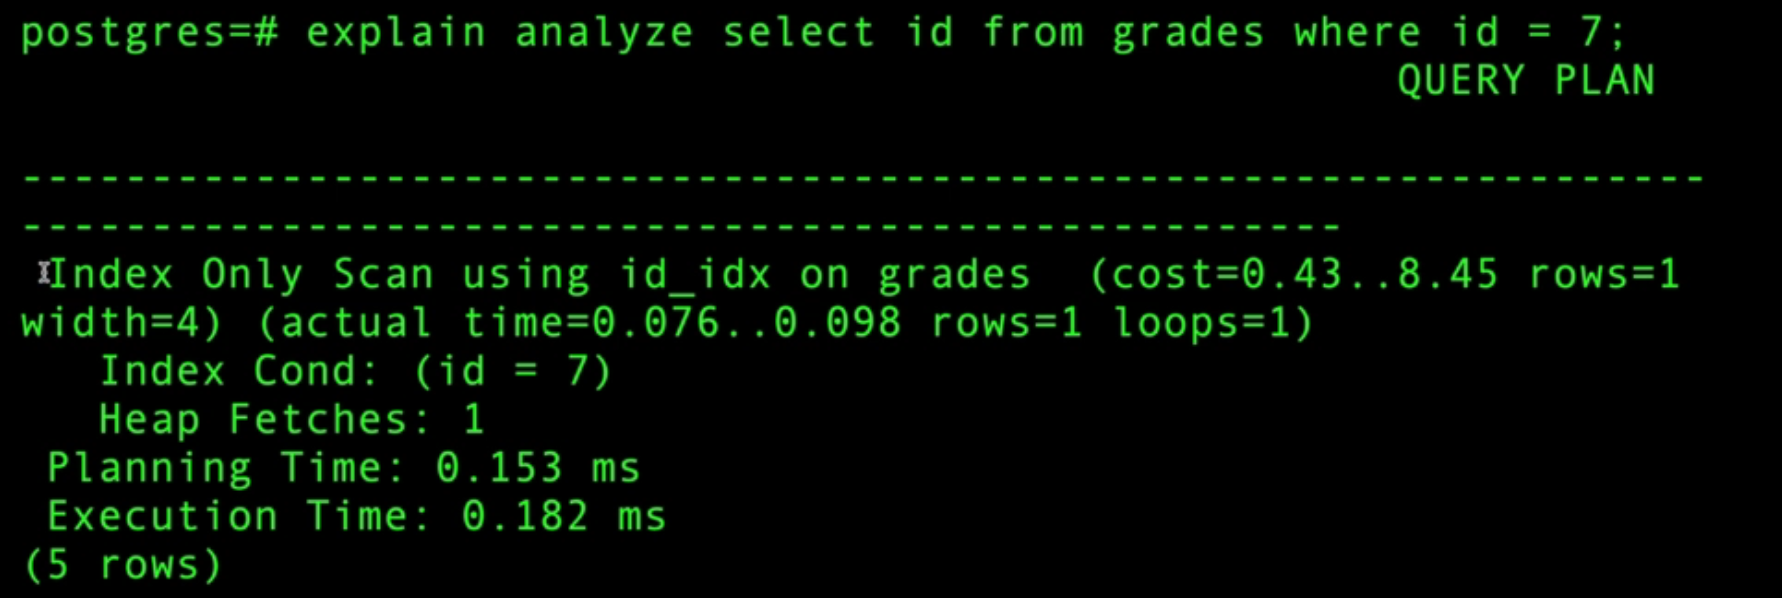 postgres=# explain analyze select id from grades where id = 7;
QUERY PLAN
-----------------------------------------------------------------
---------------------------------------------------
Index Only Scan using id_idx on grades  (cost=0.43..8.45 rows=1
width=4) (actual time=0.076..0.098 rows=1 loops=1)
Index Cond: (id = 7)
Heap Fetches: 1
Planning Time: 0.153 ms
Execution Time: 0.182 ms
(5 rows)